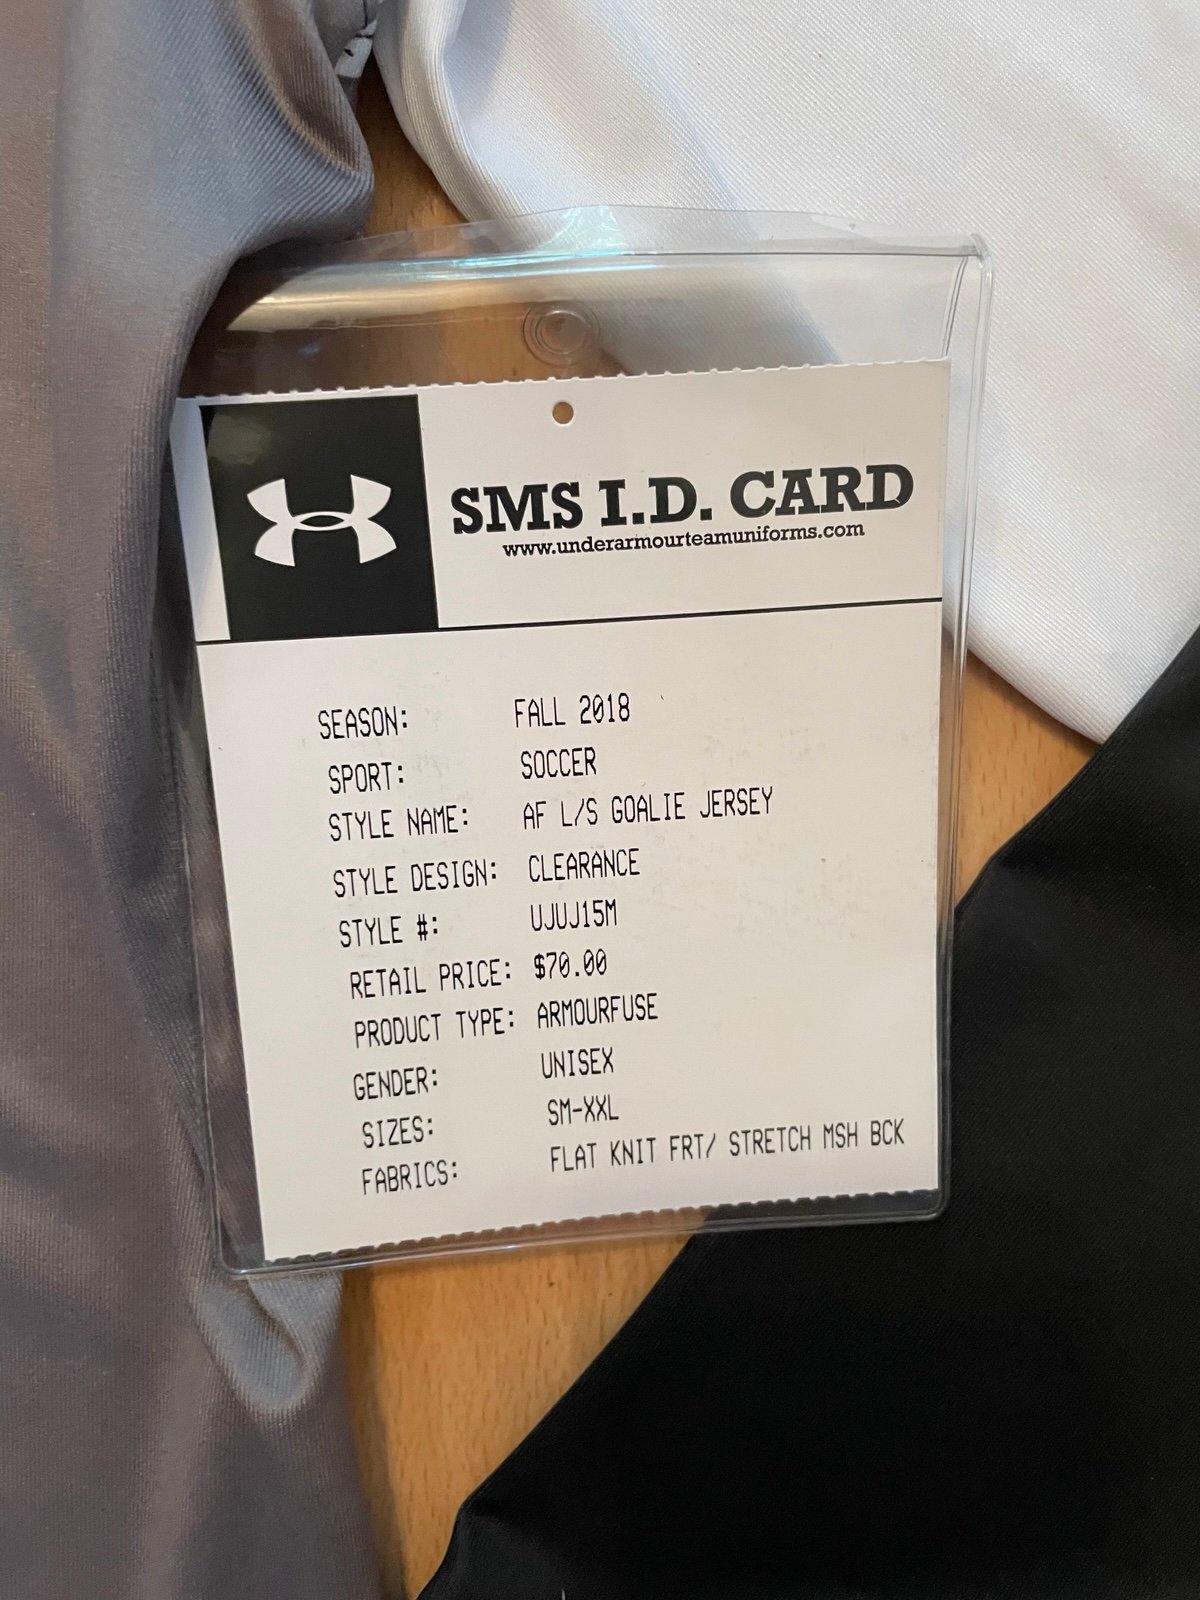 SMS I.D. CARD
www.underarmourteamuniforms.com
SEASON: FALL 2018
SPORT: SOCCER
STYLE NAME: AF L/S GOALIE JERSEY
STYLE DESIGN: CLEARANCE
STYLE #: UJUJ15M
RETAIL PRICE: $70.00
PRODUCT TYPE: ARMOURFUSE
GENDER: UNISEX
SIZES: SM-XXL
FABRICS: FLAT KNIT FRT/ STRETCH MSH BCK